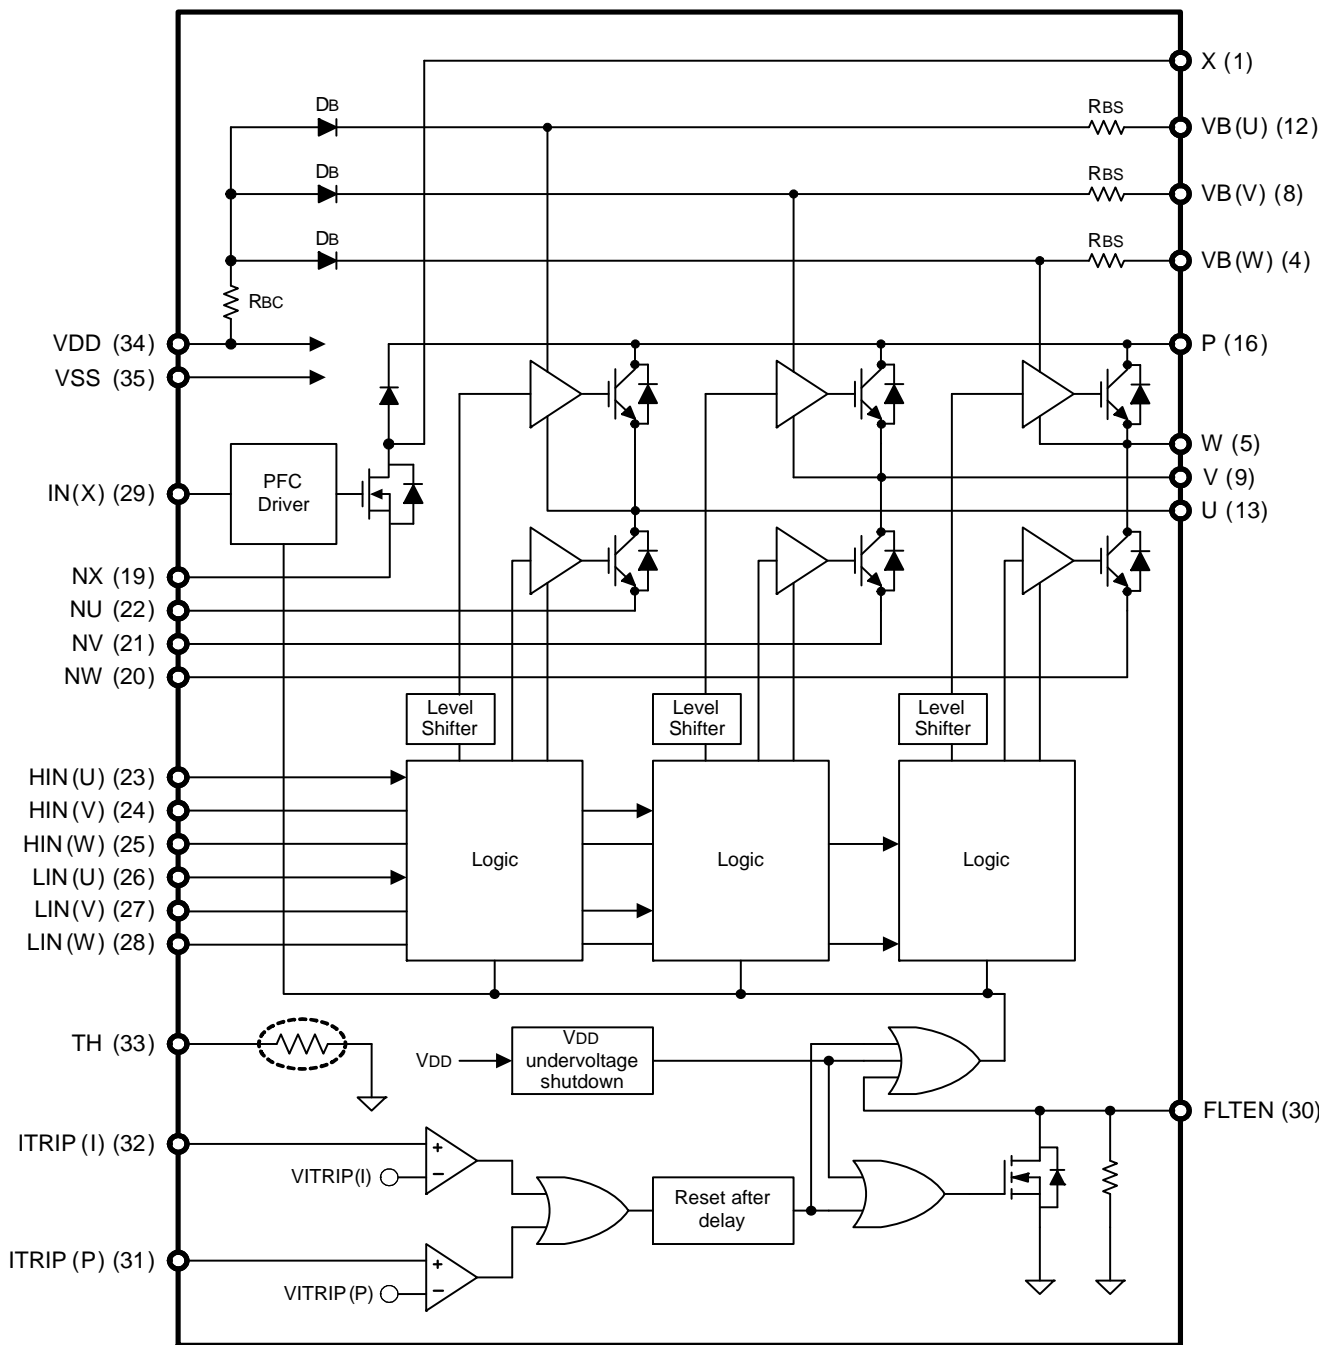 X (1)
DB
RBS
VB(U) (12)
DB
RBS
VB(V) (8)
DB
RBS
VB(W) (4)
RBC
VDD (34)
P (16)
VSS (35)
W (5)
V (9)
U (13)
IN(X) (29)
PFC
Driver
NX (19)
NU (22)
NV (21)
NW (20)
Level
Shifter
Level
Shifter
Level
Shifter
HIN(U) (23)
HIN(V) (24)
HIN(W) (25)
LIN(U) (26)
LIN(V) (27)
LIN(W) (28)
Logic
Logic
Logic
TH (33)
VDD
VDD
undervoltage
shutdown
FLTEN (30)
ITRIP (I) (32)
+
−
VITRIP(I)
Reset after
delay
ITRIP (P) (31)
+
−
VITRIP(P)